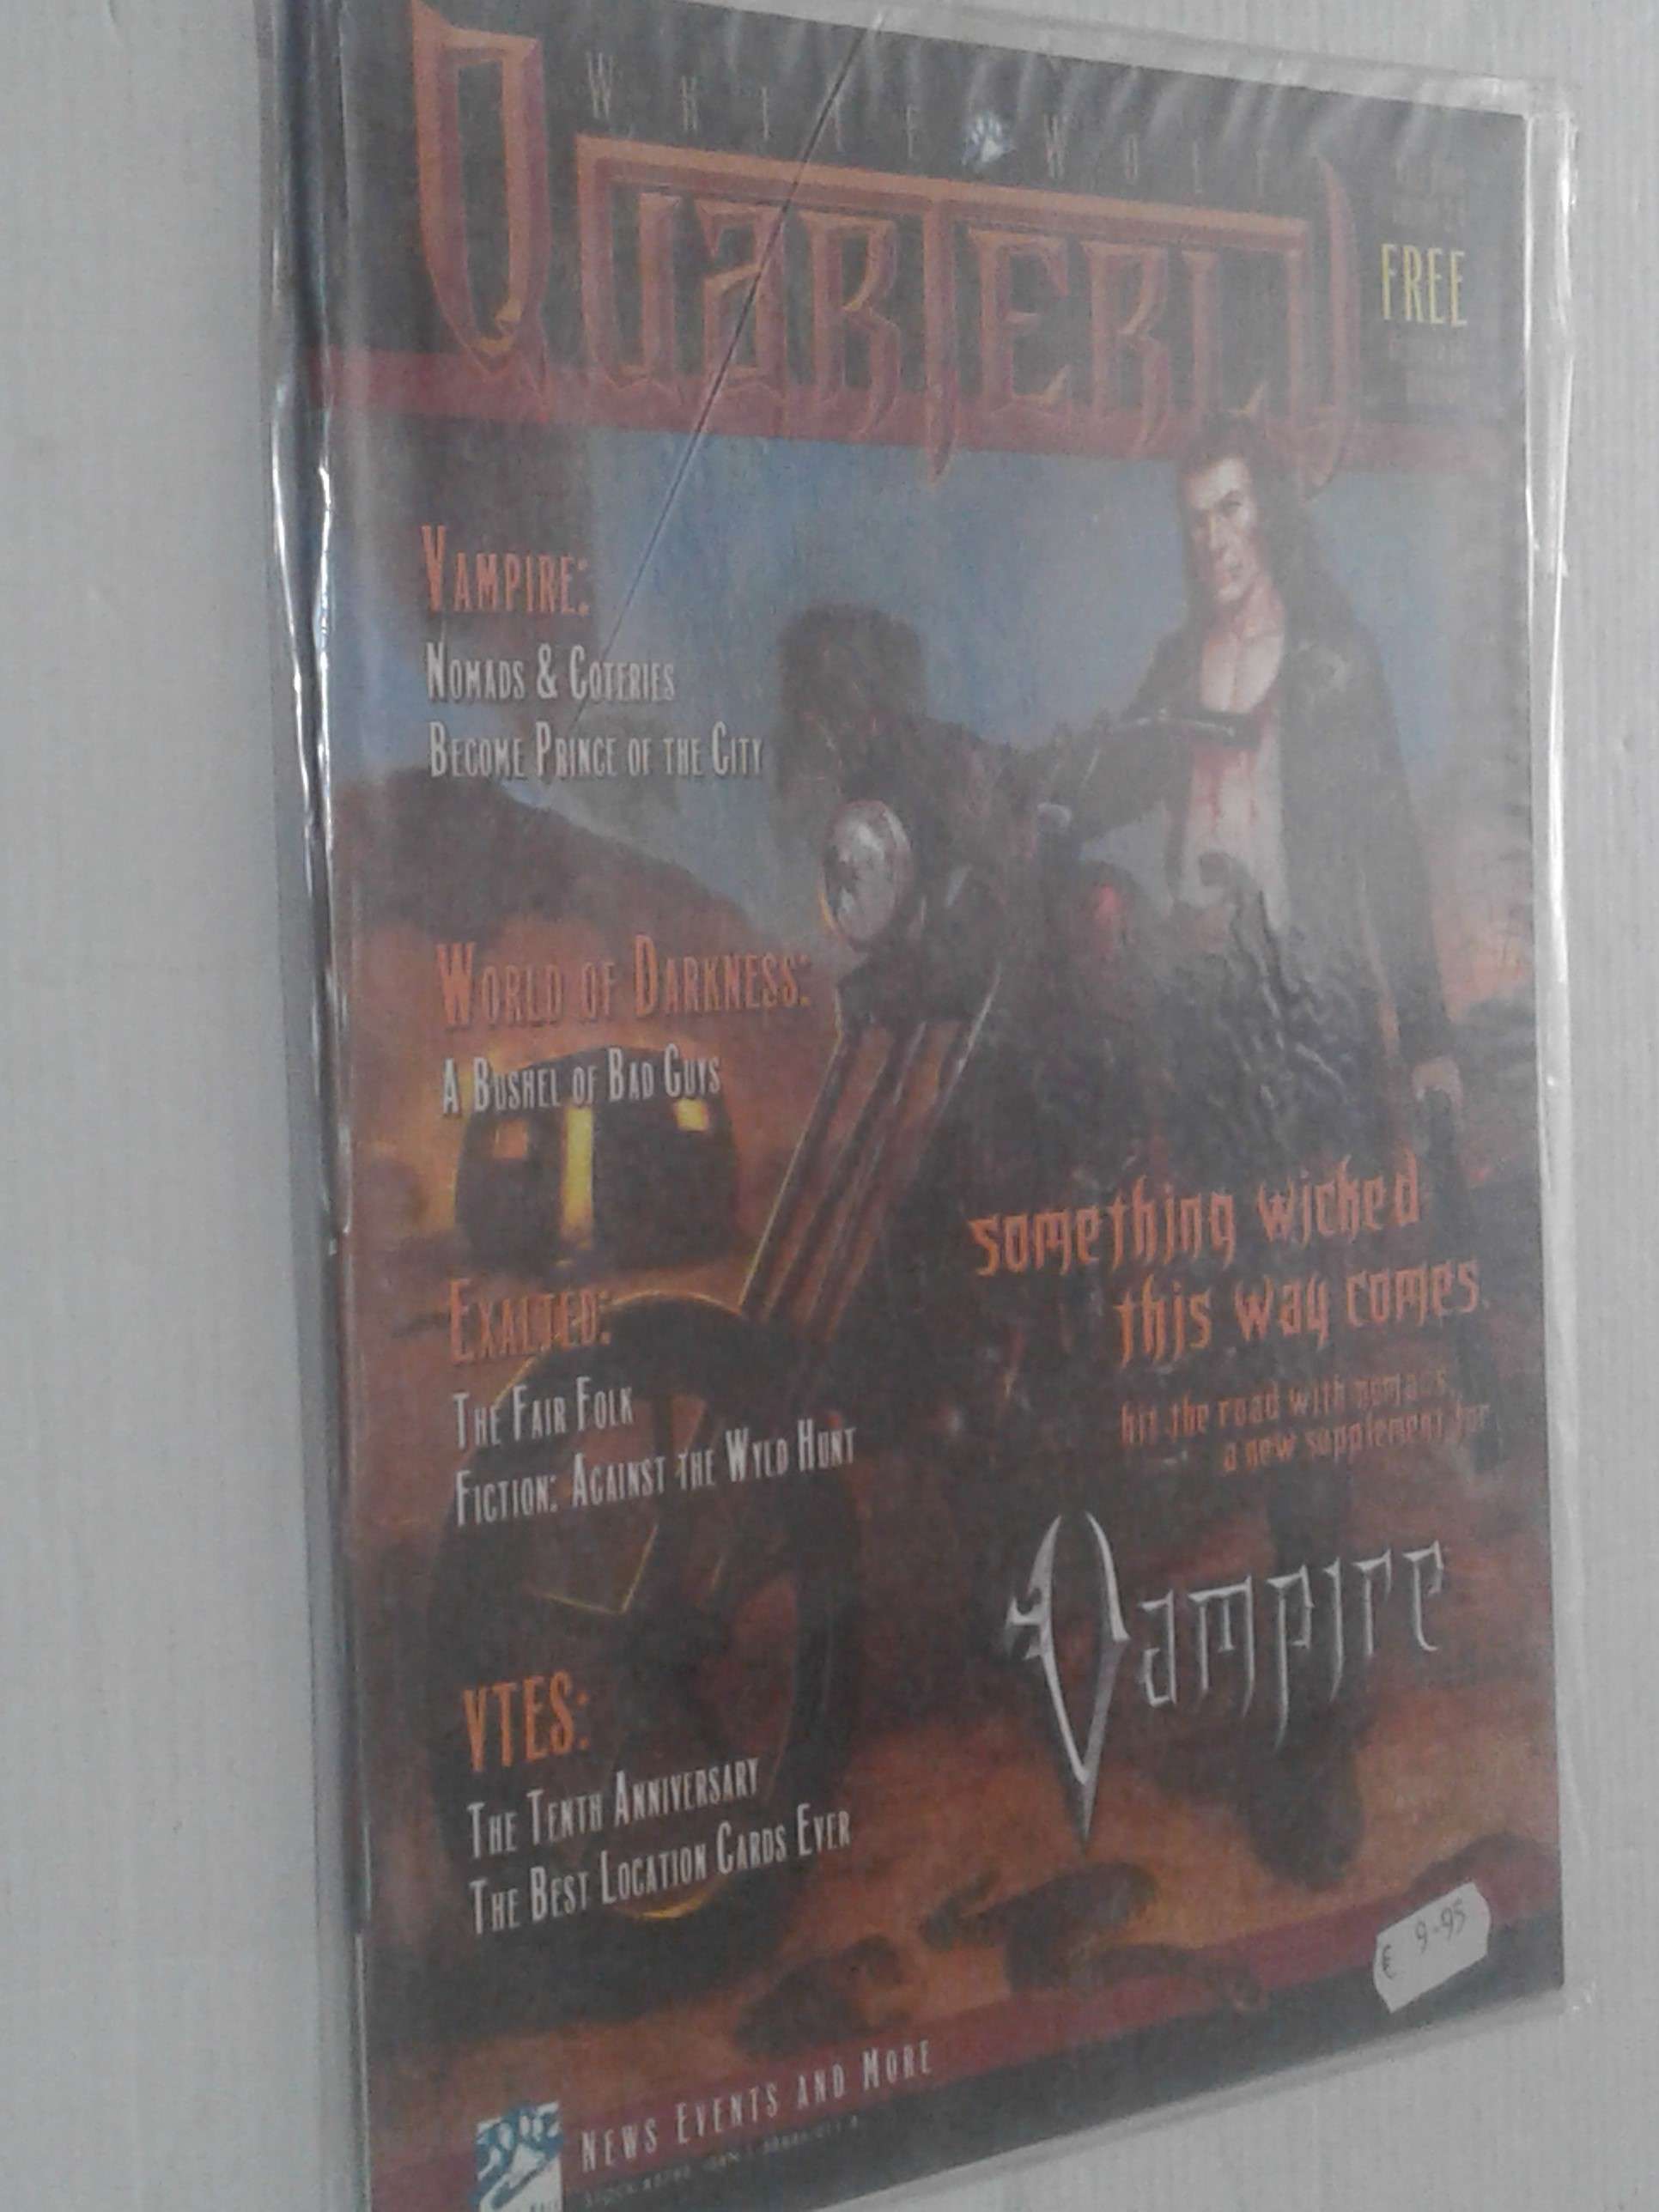 WHITE WOLF
QUARTERLY
FREE
VAMPIRE:
NOMADS & COTERIES
BECOME PRINCE OF THE CITY
WORLD OF DARKNESS:
A BUSHEL OF BAD GUYS
something wicked
this way comes.
hit the road with nomads,
a new supplement for
Vampire
EXALTED:
THE FAIR FOLK
FICTION: AGAINST THE WYLD HUNT
VTES:
THE TENTH ANNIVERSARY
THE BEST LOCATION CARDS EVER
€ 9-95
NEWS EVENTS AND MORE